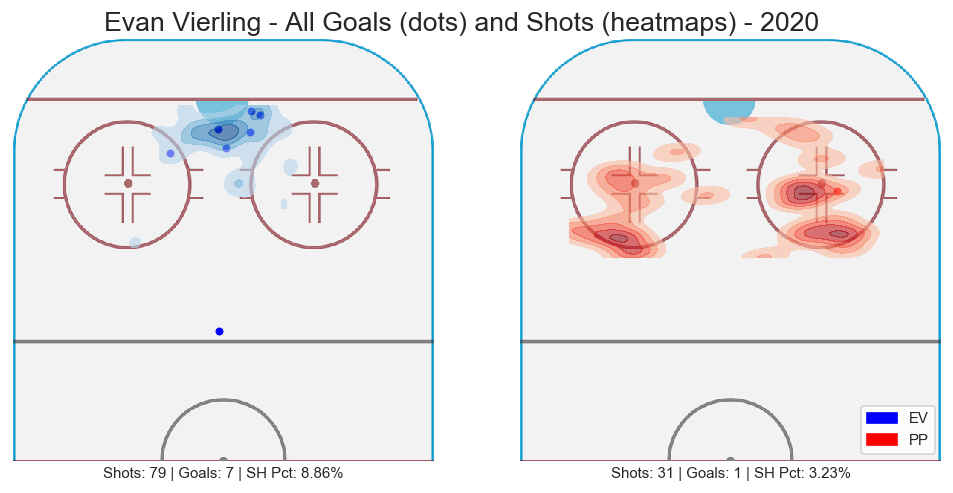 Evan Vierling - All Goals (dots) and Shots (heatmaps) - 2020
EV
PP
Shots: 79 | Goals: 7 | SH Pct: 8.86%
Shots: 31 | Goals: 1 | SH Pct: 3.23%